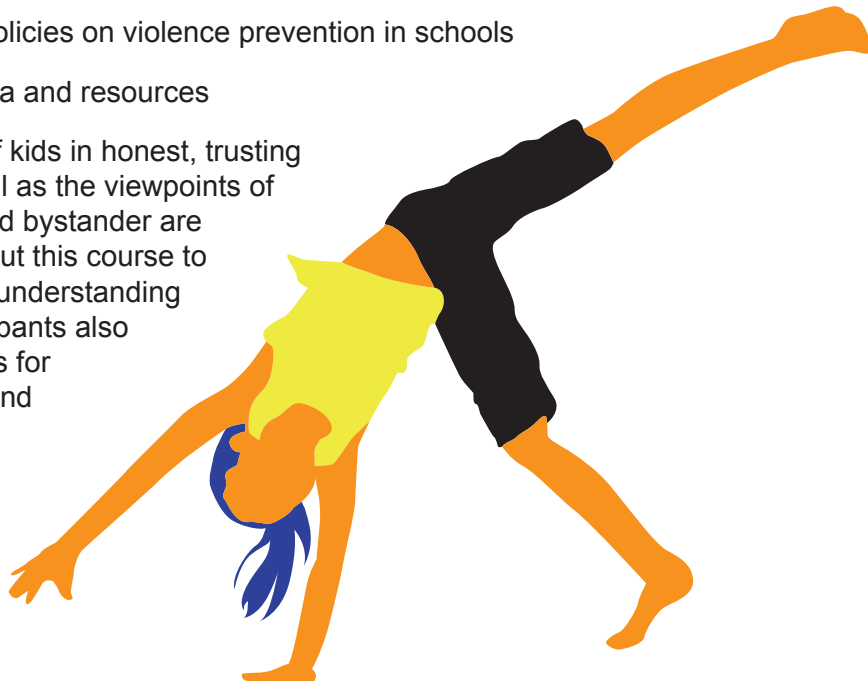 olicies on violence prevention in schools
a and resources
f kids in honest, trusting
l as the viewpoints of
d bystander are
ut this course to
understanding
pants also
s for
nd